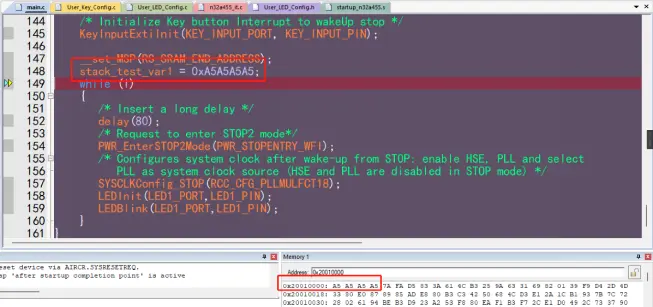 main.c User_Key_Config.c User_LED_Config.c n32a455_it.c User_LED_Config.h startup_n32a455.s
144 /* Initialize Key button Interrupt to wakeUp stop */
145 KeyInputExtiInit(KEY_INPUT_PORT, KEY_INPUT_PIN);
146
147 __set_MSP(RS_SRAM_END_ADDRESS);
148 stack_test_var1 = 0xA5A5A5A5;
149 while (1)
150 {
151 /* Insert a long delay */
152 delay(80);
153 /* Request to enter STOP2 mode*/
154 PWR_EnterSTOP2Mode(PWR_STOPENTRY_WFI);
155 /* Configures system clock after wake-up from STOP: enable HSE, PLL and select
156 PLL as system clock source (HSE and PLL are disabled in STOP mode) */
157 SYSCLKConfig_STOP(RCC_CFG_PLLMULFCT18);
158 LEDInit(LED1_PORT,LED1_PIN);
159 LEDBlink(LED1_PORT,LED1_PIN);
160 }
161 }
eset device via AIRCR.SYSRESETREQ.
ap 'after startup completion point' is active
Memory 1
Address: 0x20010000
0x20010000: A5 A5 A5 A5 7A FA D5 93 3A 61 4C B3 25 9A 63 31 69 82 01 39 F9 D4 2D 4D
0x20010018: 33 80 E0 87 89 85 AD E8 80 B3 C3 42 50 68 4C D3 E1 2A 1C B1 93 7B 7C 72
0x20010030: 28 02 61 94 BE B3 D9 23 A2 53 F8 80 EA F1 B3 F7 2C E1 D0 49 2C 73 37 90